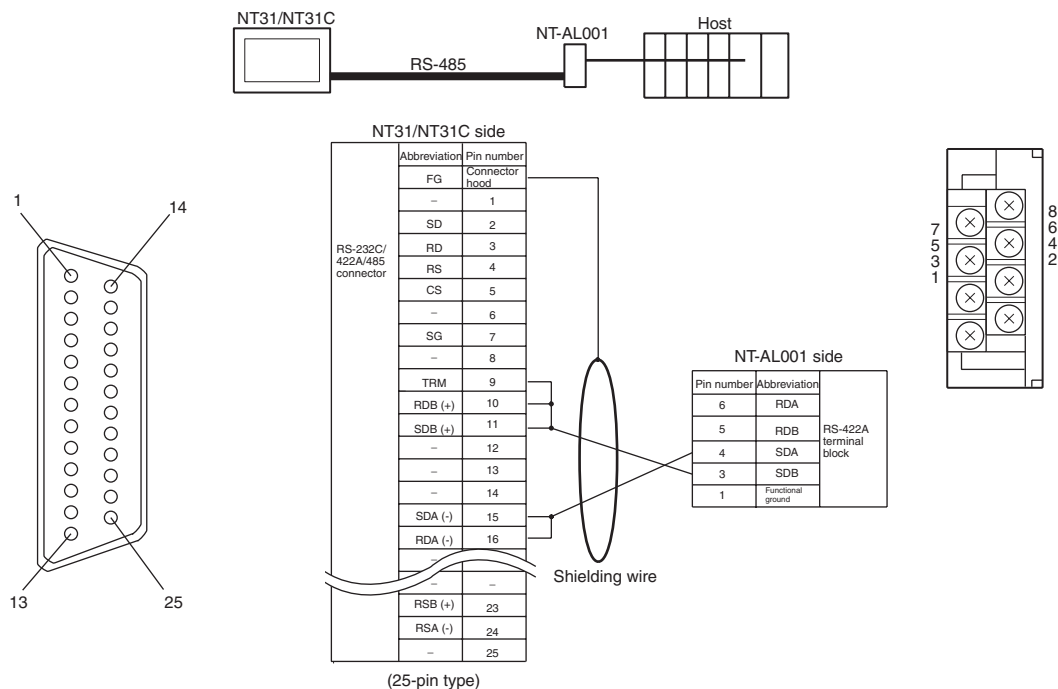 NT31/NT31C
NT-AL001
Host
RS-485
NT31/NT31C side
Abbreviation Pin number
FG Connector hood
– 1
SD 2
RD 3
RS 4
CS 5
– 6
SG 7
– 8
TRM 9
RDB (+) 10
SDB (+) 11
– 12
– 13
– 14
SDA (-) 15
RDA (-) 16
–
– –
RSB (+) 23
RSA (-) 24
– 25
RS-232C/
422A/485
connector
(25-pin type)
1
14
13
25
Shielding wire
NT-AL001 side
Pin number Abbreviation
6 RDA
5 RDB
4 SDA
3 SDB
1 Functional ground
RS-422A
terminal
block
7
5
3
1
8
6
4
2